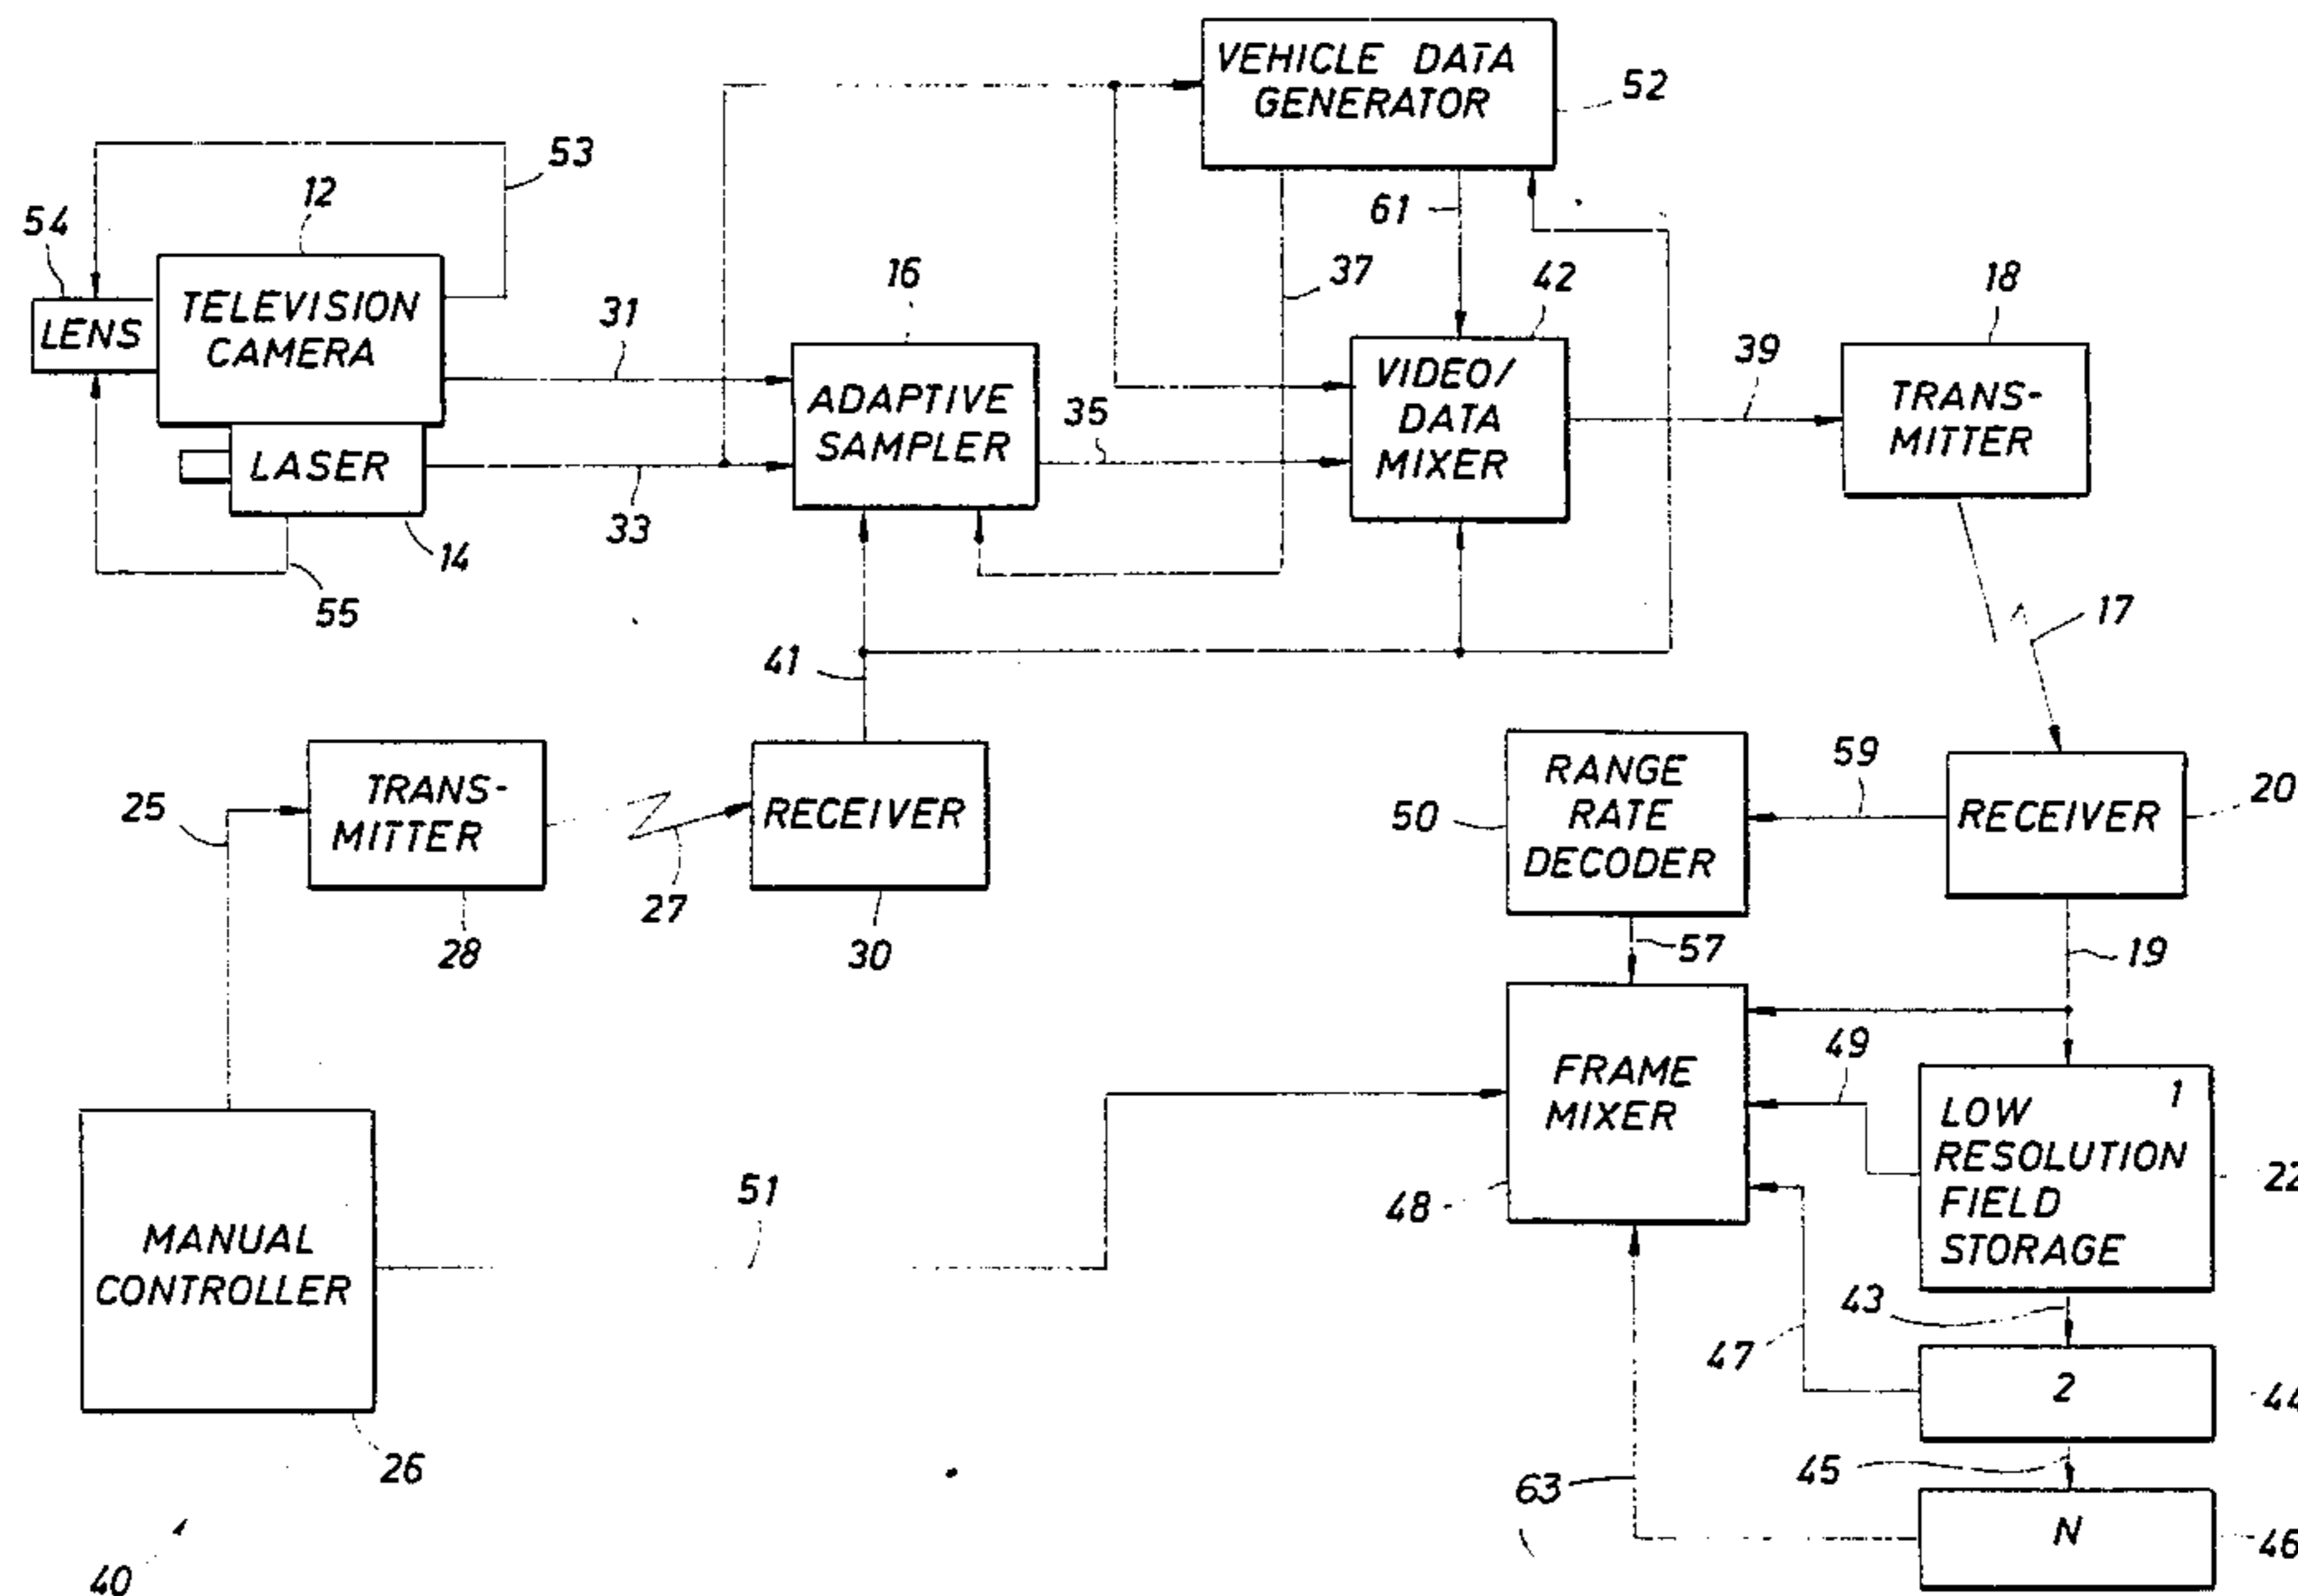 VEHICLE DATA
GENERATOR
52
53
12
54
LENS
TELEVISION
CAMERA
LASER
14
55
31
33
16
ADAPTIVE
SAMPLER
35
37
61
42
VIDEO/
DATA
MIXER
39
18
TRANS-
MITTER
17
41
25
TRANS-
MITTER
28
27
RECEIVER
30
50
RANGE
RATE
DECODER
59
RECEIVER
20
57
19
48
FRAME
MIXER
49
1
LOW
RESOLUTION
FIELD
STORAGE
22
MANUAL
CONTROLLER
26
51
43
47
2
44
45
63
N
46
40